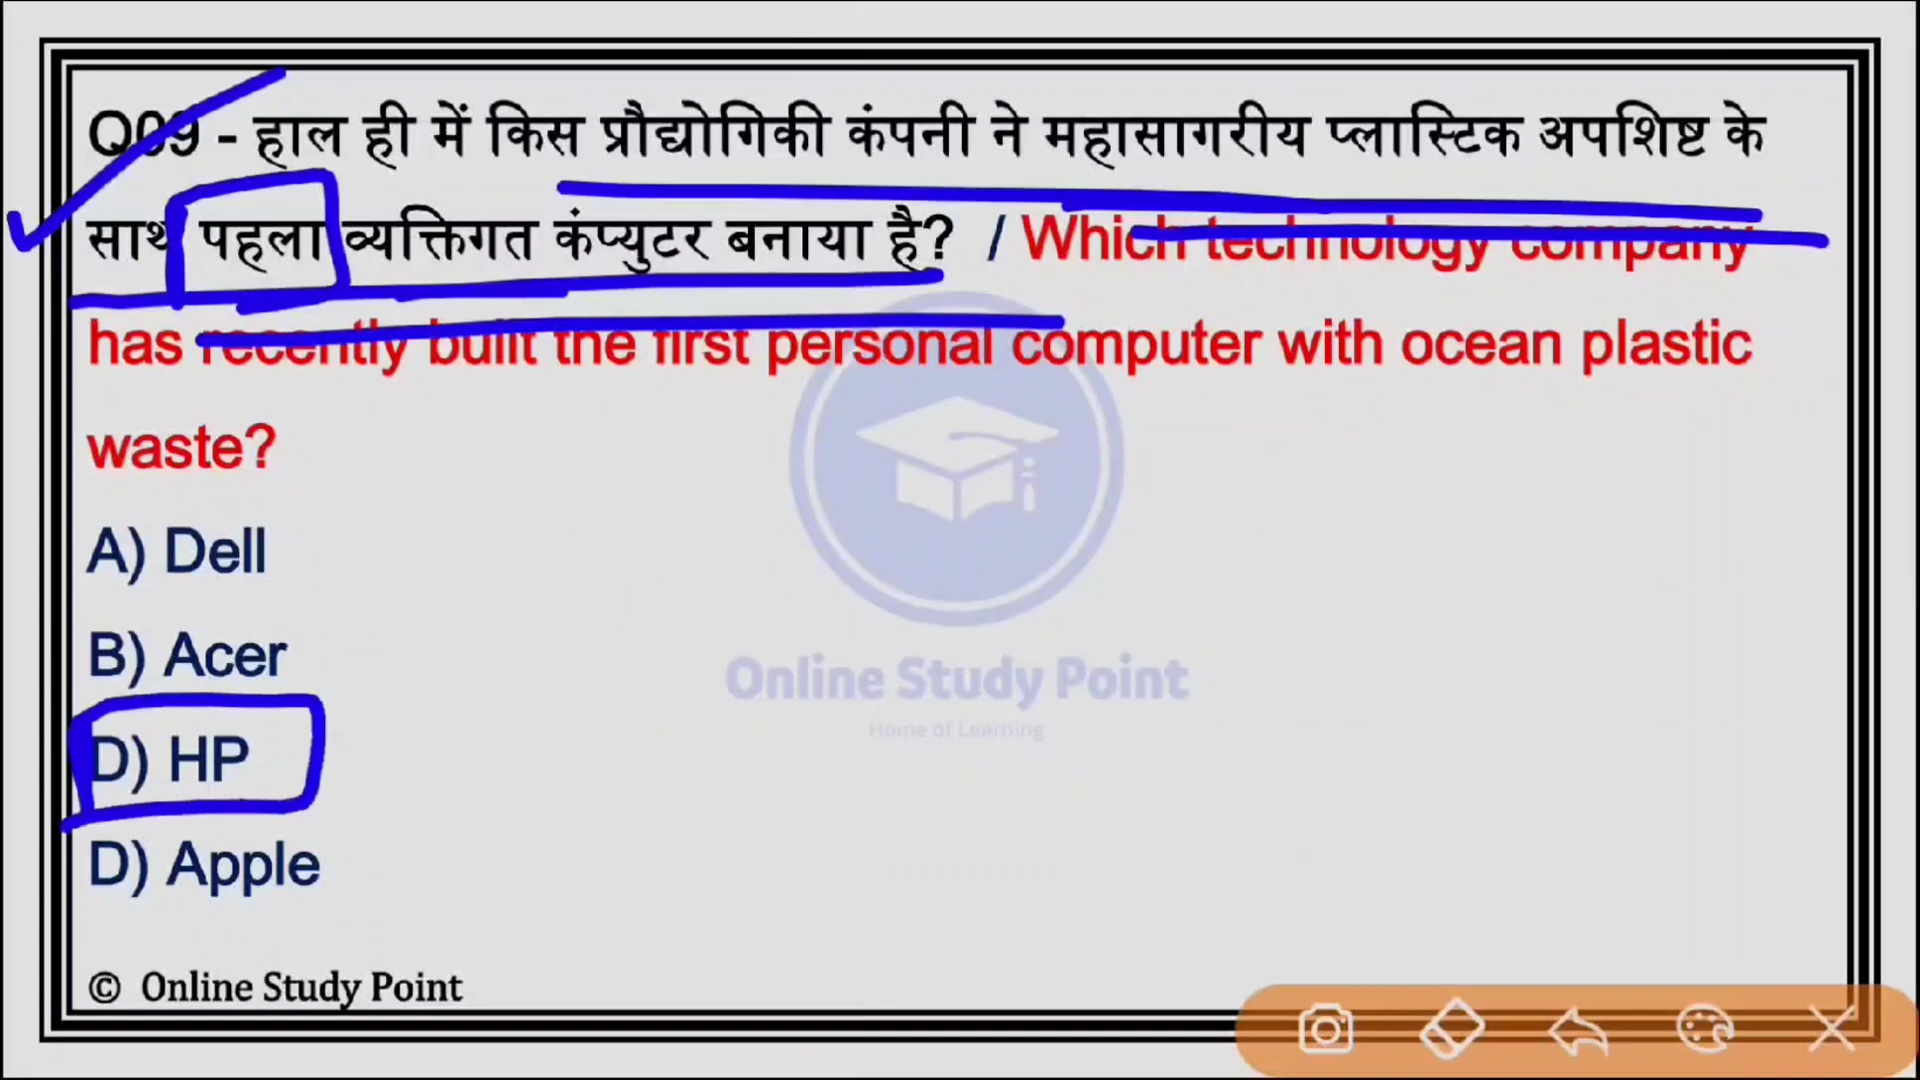 Q09 - हाल ही में किस प्रौद्योगिकी कंपनी ने महासागरीय प्लास्टिक अपशिष्ट के
साथ पहला व्यक्तिगत कंप्युटर बनाया है? / Which technology company
has recently built the first personal computer with ocean plastic
waste?
A) Dell
B) Acer
D) HP
D) Apple
Online Study Point
Home of Learning
© Online Study Point